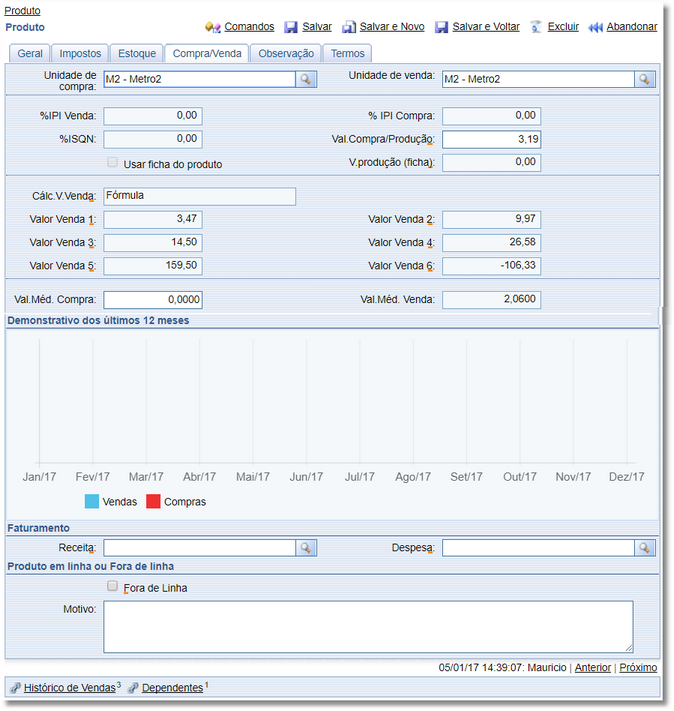 Produto
Produto Comandos Salvar Salvar e Novo Salvar e Voltar Excluir Abandonar
Geral Impostos Estoque Compra/Venda Observação Termos
Unidade de compra: M2 - Metro2 Unidade de venda: M2 - Metro2
%IPI Venda: 0,00 % IPI Compra: 0,00
%ISQN: 0,00 Val.Compra/Produção: 3,19
Usar ficha do produto V.produção (ficha): 0,00
Cálc.V.Venda: Fórmula
Valor Venda 1: 3,47 Valor Venda 2: 9,97
Valor Venda 3: 14,50 Valor Venda 4: 26,58
Valor Venda 5: 159,50 Valor Venda 6: -106,33
Val.Méd. Compra: 0,0000 Val.Méd. Venda: 2,0600
Demonstrativo dos últimos 12 meses
Jan/17 Fev/17 Mar/17 Abr/17 Mai/17 Jun/17 Jul/17 Ago/17 Set/17 Out/17 Nov/17 Dez/17
Vendas Compras
Faturamento
Receita: Despesa:
Produto em linha ou Fora de linha
Fora de Linha
Motivo:
05/01/17 14:39:07: Mauricio | Anterior | Próximo
Histórico de Vendas 3 Dependentes 1